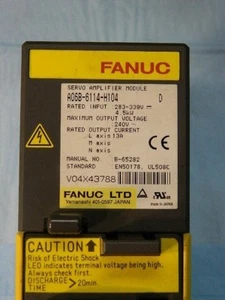 FANUC
SERVO AMPLIFIER MODULE
A06B-6114-H104 D
RATED INPUT 283-339V ⎓
4.5kW
MAXIMUM OUTPUT VOLTAGE
240V ~
RATED OUTPUT CURRENT
L axis 13A
M axis
N axis
MANUAL NO B-65282
STANDARD EN50178, UL508C
V04X43788
FANUC LTD
Yamanashi 401-0597 JAPAN
CE
CAUTION
Risk of Electric Shock
LED indicates terminal voltage being high.
Always check first.
DISCHARGE TIME > 20min.